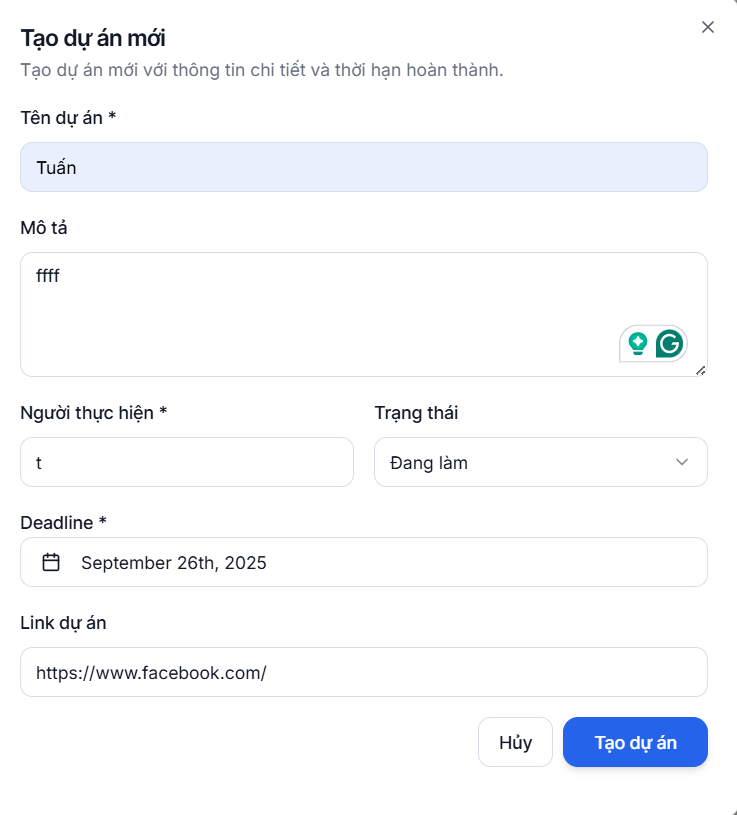 Tạo dự án mới
Tạo dự án mới với thông tin chi tiết và thời hạn hoàn thành.
Tên dự án *
Tuấn
Mô tả
ffff
Người thực hiện *
Trạng thái
t
Đang làm
Deadline *
September 26th, 2025
Link dự án
https://www.facebook.com/
Hủy
Tạo dự án